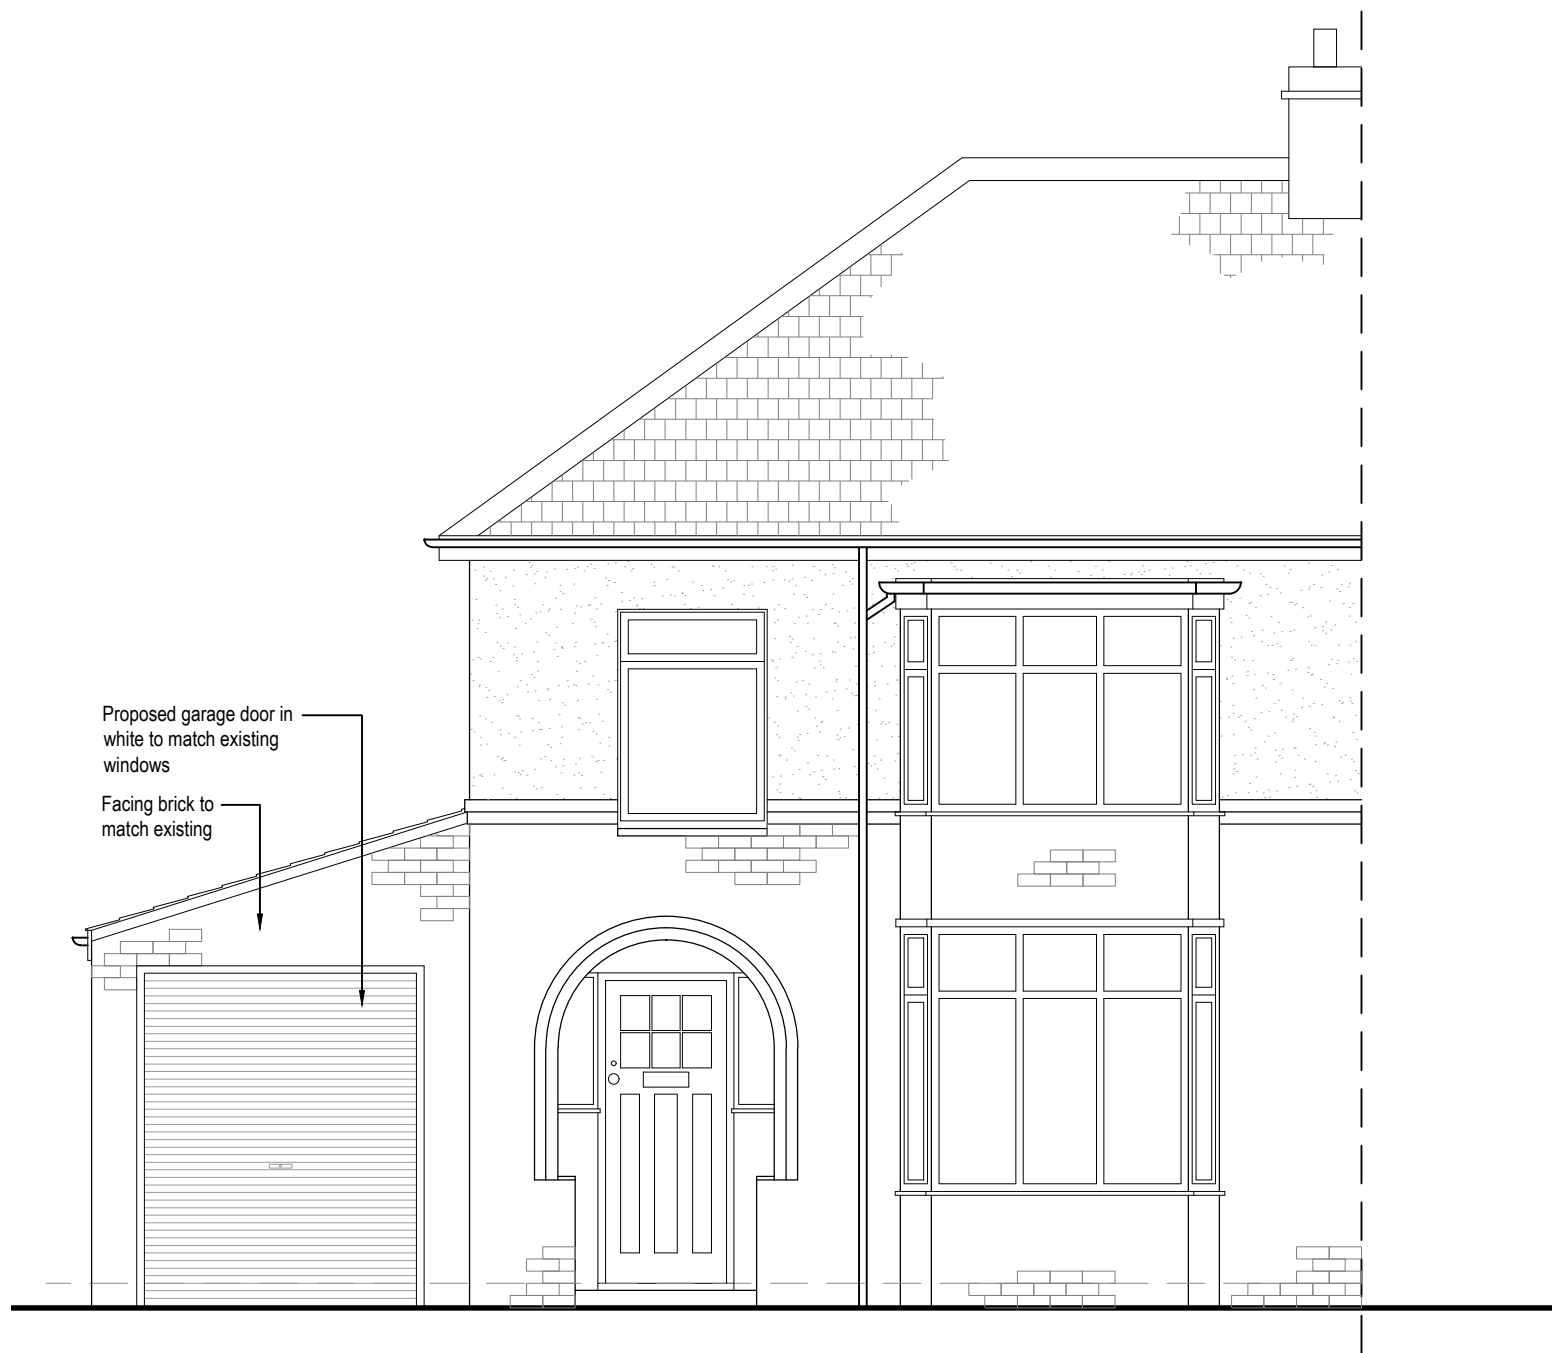 Proposed garage door in
white to match existing
windows
Facing brick to
match existing